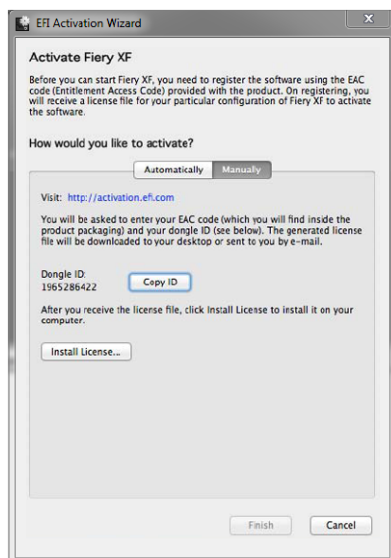 EFI Activation Wizard
X
Activate Fiery XF
Before you can start Fiery XF, you need to register the software using the EAC
code (Entitlement Access Code) provided with the product. On registering, you
will receive a license file for your particular configuration of Fiery XF to activate
the software.
How would you like to activate?
Automatically Manually
Visit: http://activation.efi.com
You will be asked to enter your EAC code (which you will find inside the
product packaging) and your dongle ID (see below). The generated license
file will be downloaded to your desktop or sent to you by e-mail.
Dongle ID:
1965286422
Copy ID
After you receive the license file, click Install License to install it on your
computer.
Install License...
Finish Cancel